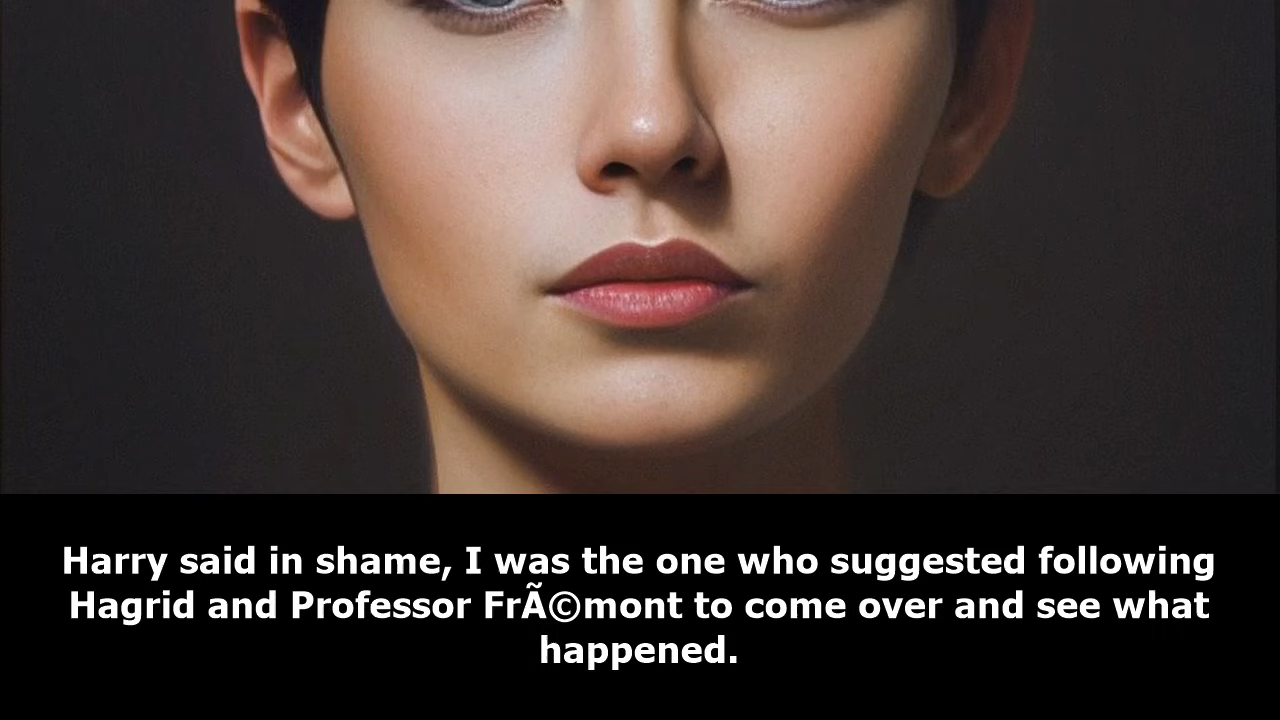 Harry said in shame, I was the one who suggested following
Hagrid and Professor FrÃ©mont to come over and see what
happened.